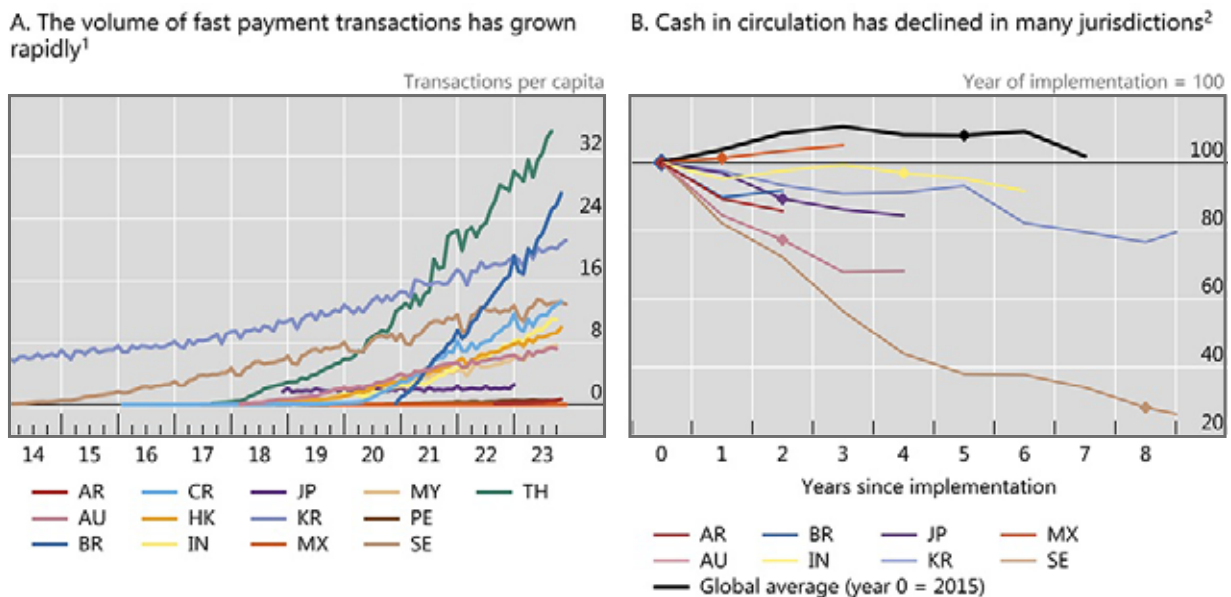 A. The volume of fast payment transactions has grown
rapidly1
Transactions per capita
32
24
16
8
0
14 15 16 17 18 19 20 21 22 23
AR CR JP MY TH
AU HK KR PE
BR IN MX SE
B. Cash in circulation has declined in many jurisdictions2
Year of implementation = 100
100
80
60
40
20
0 1 2 3 4 5 6 7 8
Years since implementation
AR BR JP MX
AU IN KR SE
Global average (year 0 = 2015)